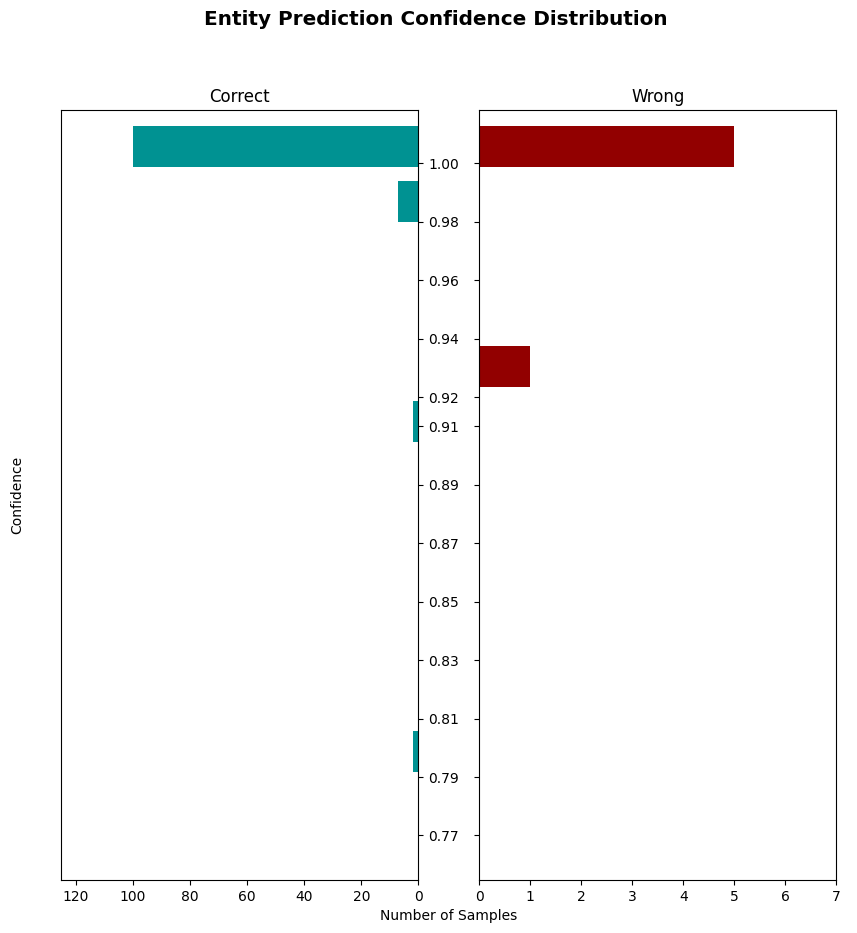 Entity Prediction Confidence Distribution
Correct
Wrong
1.00
0.98
0.96
0.94
0.92
0.91
0.89
0.87
0.85
0.83
0.81
0.79
0.77
Confidence
120 100 80 60 40 20 0
0 1 2 3 4 5 6 7
Number of Samples